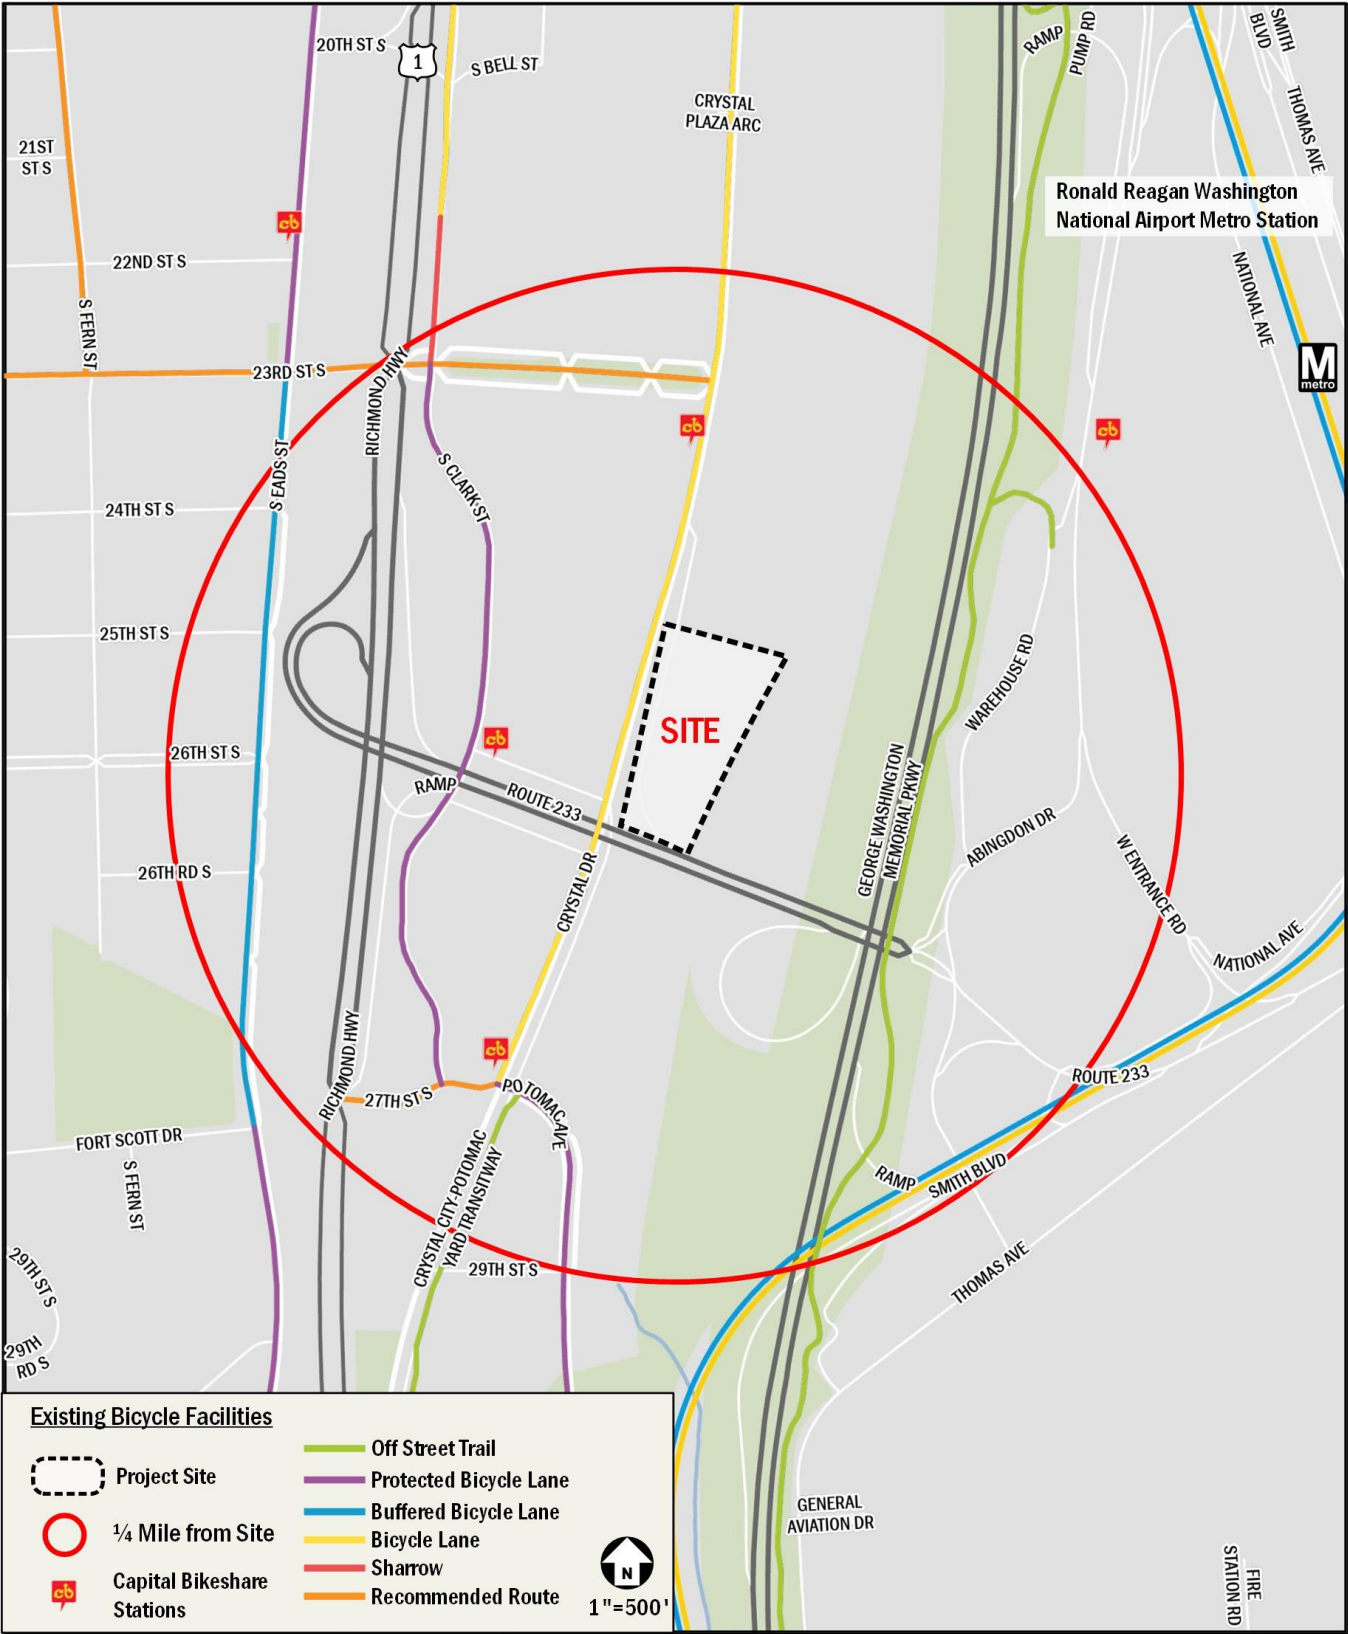 20TH ST S
1
S BELL ST
CRYSTAL
PLAZA ARC
RAMP
PUMP RD
SMITH
BLVD
THOMAS AVE
21ST
ST S
Ronald Reagan Washington
National Airport Metro Station
cb
22ND ST S
NATIONAL AVE
S FERN ST
23RD ST S
RICHMOND HWY
M
metro
cb
cb
S EADS ST
S CLARK ST
24TH ST S
25TH ST S
WAREHOUSE RD
SITE
cb
26TH ST S
RAMP
ROUTE 233
GEORGE WASHINGTON
MEMORIAL PKWY
ABINGDON DR
W ENTRANCE RD
26TH RD S
CRYSTAL DR
NATIONAL AVE
RICHMOND HWY
cb
27TH ST S
POTOMAC AVE
ROUTE 233
FORT SCOTT DR
S FERN ST
CRYSTAL CITY-POTOMAC
YARD TRANSITWAY
RAMP
SMITH BLVD
29TH ST S
29TH ST S
THOMAS AVE
29TH
RD S
Existing Bicycle Facilities
Project Site
¼ Mile from Site
cb
Capital Bikeshare
Stations
Off Street Trail
Protected Bicycle Lane
Buffered Bicycle Lane
Bicycle Lane
Sharrow
Recommended Route
N
1"=500'
GENERAL
AVIATION DR
FIRE
STATION RD